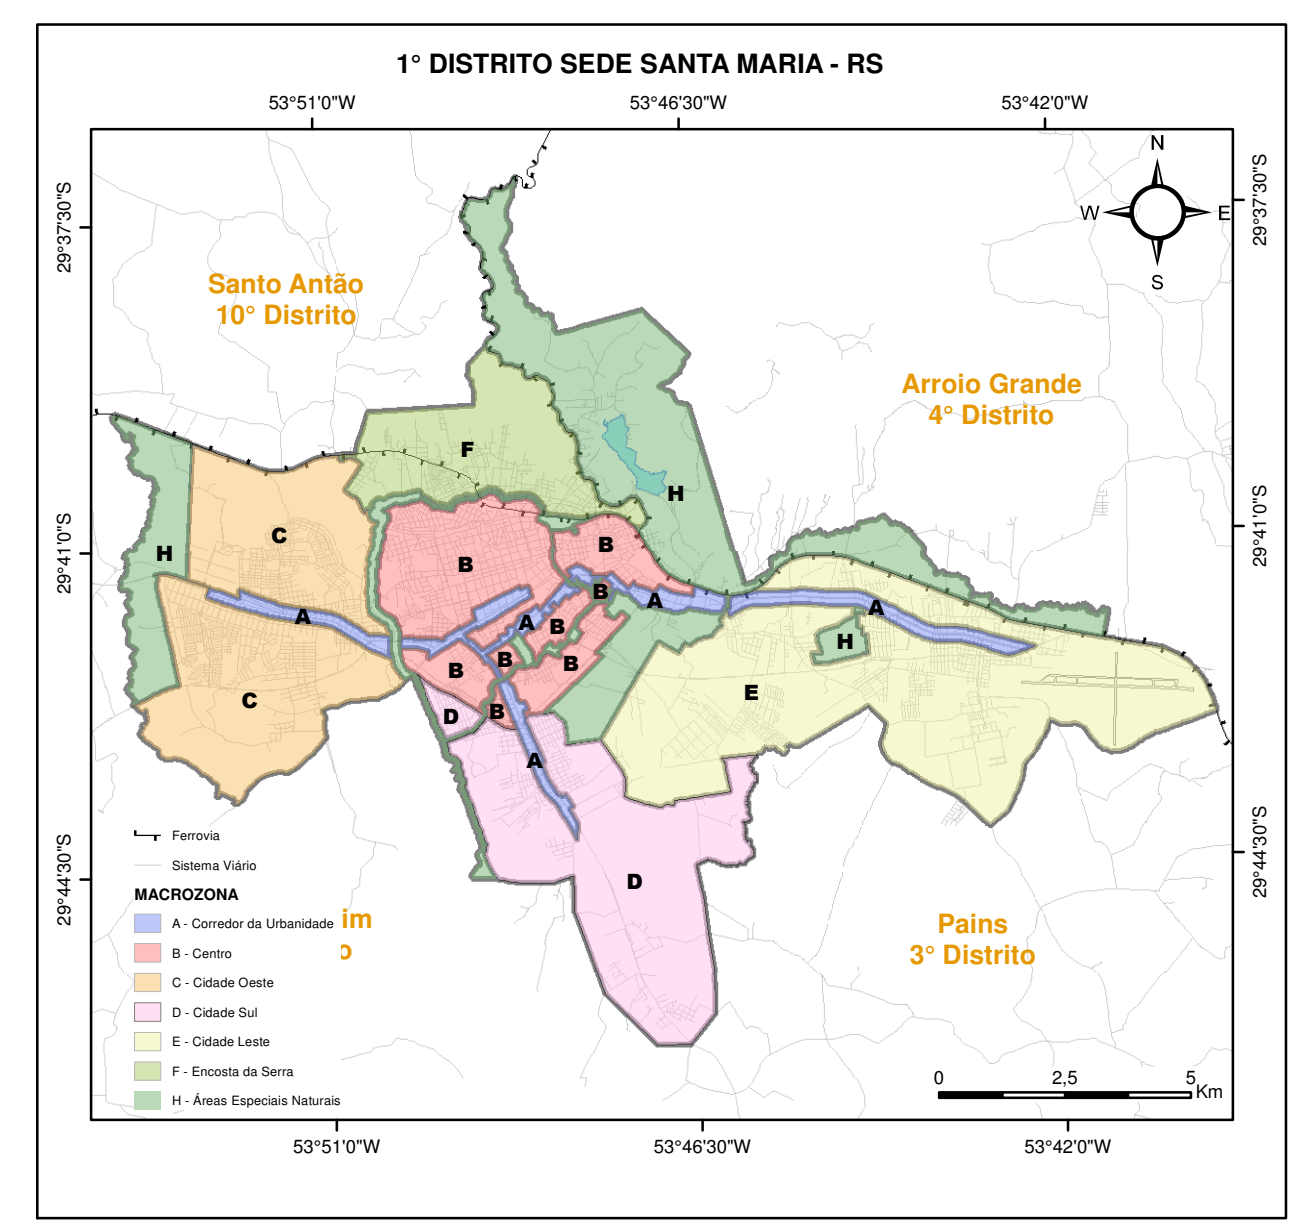 1° DISTRITO SEDE SANTA MARIA - RS
53°51'0"W
53°46'30"W
53°42'0"W
N
W
E
S
29°37'30"S
29°37'30"S
Santo Antão
10° Distrito
Arroio Grande
4° Distrito
F
H
29°41'0"S
29°41'0"S
C
B
H
B
B
A
A
A
A
B
H
B
B
B
E
C
D
B
A
D
29°44'30"S
29°44'30"S
Ferrovia
Sistema Viário
MACROZONA
A - Corredor da Urbanidade
B - Centro
C - Cidade Oeste
D - Cidade Sul
E - Cidade Leste
F - Encosta da Serra
H - Áreas Especiais Naturais
im
o
Pains
3° Distrito
0
2,5
5
Km
53°51'0"W
53°46'30"W
53°42'0"W